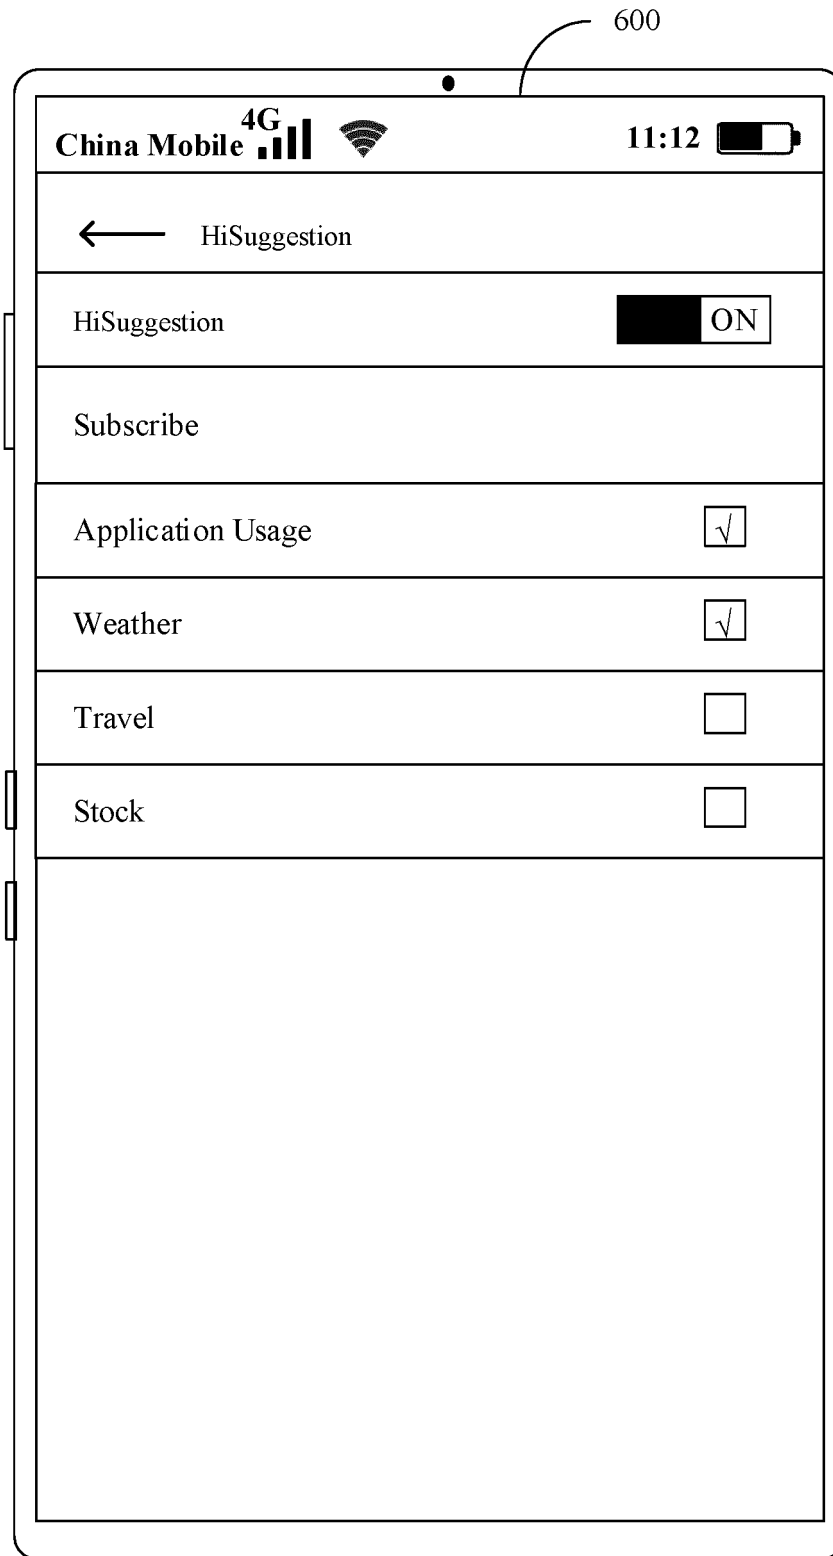 600
China Mobile 4G 11:12
HiSuggestion
HiSuggestion ON
Subscribe
Application Usage √
Weather √
Travel
Stock